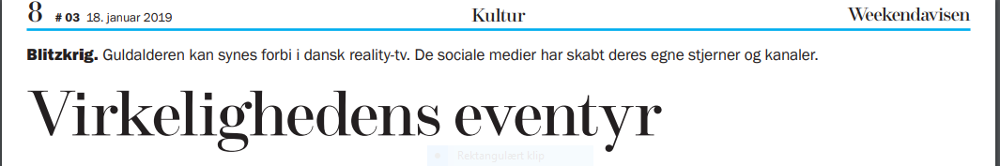 8 # 03 18. januar 2019 Kultur Weekendavisen
Blitzkrig. Guldalderen kan synes forbi i dansk reality-tv. De sociale medier har skabt deres egne stjerner og kanaler.
Virkelighedens eventyr
Rektangulært klip